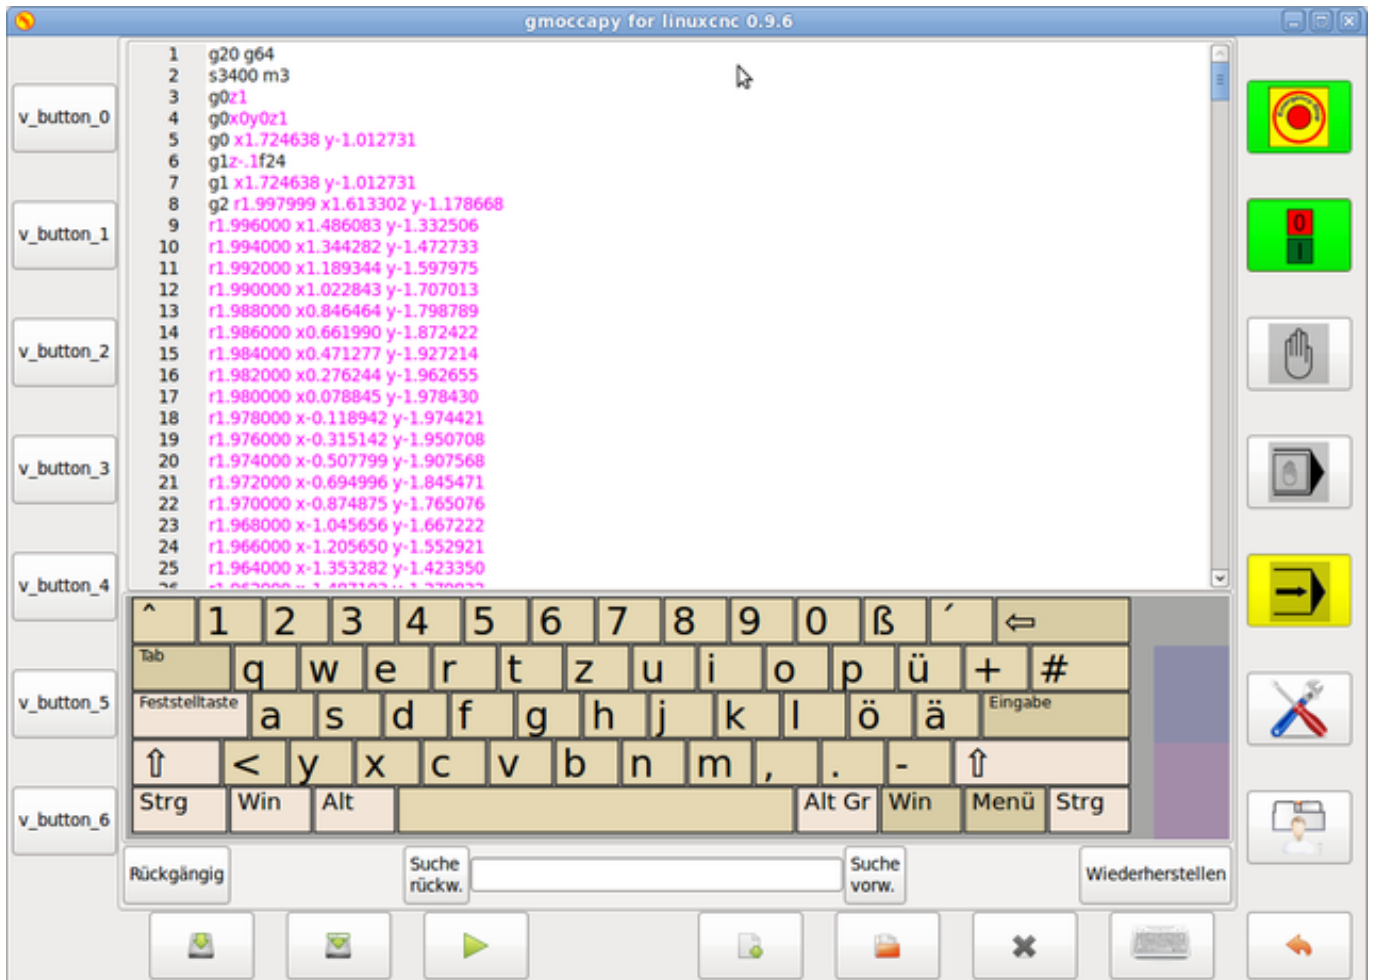 gmoccapy for linuxcnc 0.9.6
v_button_0
v_button_1
v_button_2
v_button_3
v_button_4
v_button_5
v_button_6
1 g20 g64
2 s3400 m3
3 g0z1
4 g0x0y0z1
5 g0 x1.724638 y-1.012731
6 g1z-.1f24
7 g1 x1.724638 y-1.012731
8 g2 r1.997999 x1.613302 y-1.178668
9 r1.996000 x1.486083 y-1.332506
10 r1.994000 x1.344282 y-1.472733
11 r1.992000 x1.189344 y-1.597975
12 r1.990000 x1.022843 y-1.707013
13 r1.988000 x0.846464 y-1.798789
14 r1.986000 x0.661990 y-1.872422
15 r1.984000 x0.471277 y-1.927214
16 r1.982000 x0.276244 y-1.962655
17 r1.980000 x0.078845 y-1.978430
18 r1.978000 x-0.118942 y-1.974421
19 r1.976000 x-0.315142 y-1.950708
20 r1.974000 x-0.507799 y-1.907568
21 r1.972000 x-0.694996 y-1.845471
22 r1.970000 x-0.874875 y-1.765076
23 r1.968000 x-1.045656 y-1.667222
24 r1.966000 x-1.205650 y-1.552921
25 r1.964000 x-1.353282 y-1.423350
^ 1 2 3 4 5 6 7 8 9 0 ß ´ ⇦
Tab q w e r t z u i o p ü + #
Feststelltaste a s d f g h j k l ö ä Eingabe
⇧ < y x c v b n m , . - ⇧
Strg Win Alt Alt Gr Win Menü Strg
Rückgängig
Suche
rückw.
Suche
vorw.
Wiederherstellen
0
I